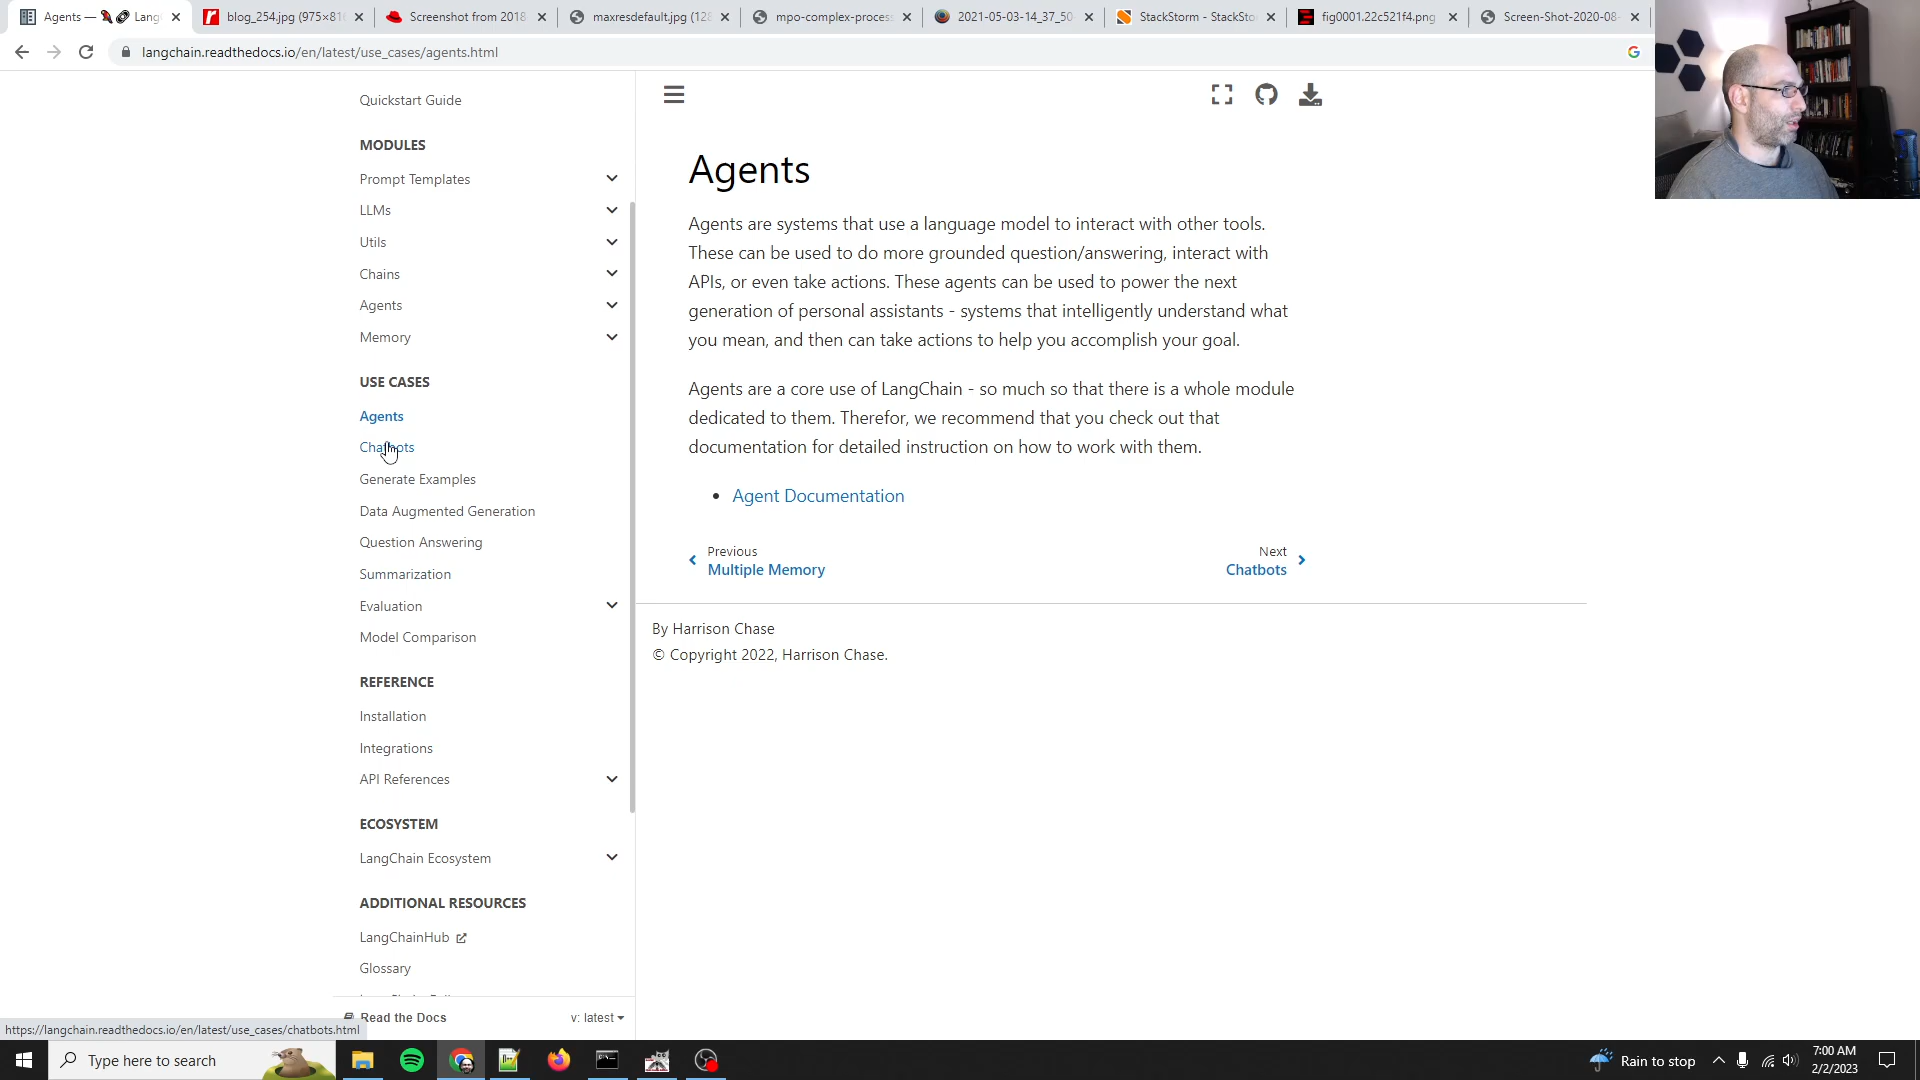 Agents — 🦜🔗 Lang
blog_254.jpg (975×81
Screenshot from 2018
maxresdefault.jpg (128
mpo-complex-process
2021-05-03-14_37_50
StackStorm - StackSto
fig0001.22c521f4.png
Screen-Shot-2020-08-
langchain.readthedocs.io/en/latest/use_cases/agents.html
Quickstart Guide
MODULES
Prompt Templates
LLMs
Utils
Chains
Agents
Memory
USE CASES
Agents
Chatbots
Generate Examples
Data Augmented Generation
Question Answering
Summarization
Evaluation
Model Comparison
REFERENCE
Installation
Integrations
API References
ECOSYSTEM
LangChain Ecosystem
ADDITIONAL RESOURCES
LangChainHub
Glossary
Read the Docs
v: latest
Agents
Agents are systems that use a language model to interact with other tools.
These can be used to do more grounded question/answering, interact with
APIs, or even take actions. These agents can be used to power the next
generation of personal assistants - systems that intelligently understand what
you mean, and then can take actions to help you accomplish your goal.
Agents are a core use of LangChain - so much so that there is a whole module
dedicated to them. Therefor, we recommend that you check out that
documentation for detailed instruction on how to work with them.
• Agent Documentation
Previous
Multiple Memory
Next
Chatbots
By Harrison Chase
© Copyright 2022, Harrison Chase.
https://langchain.readthedocs.io/en/latest/use_cases/chatbots.html
Type here to search
Rain to stop
7:00 AM
2/2/2023